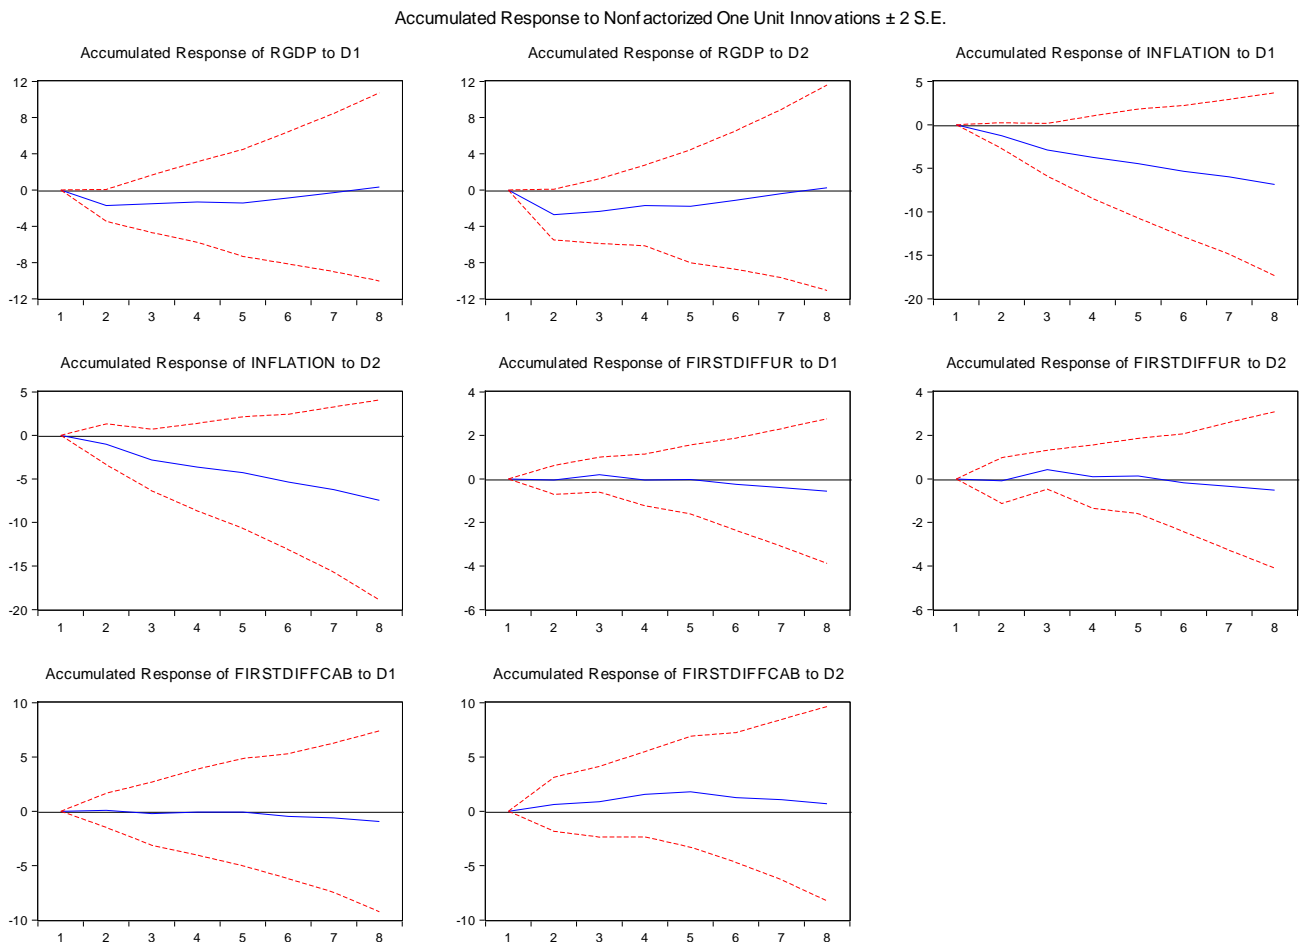 Accumulated Response to Nonfactorized One Unit Innovations ± 2 S.E.
Accumulated Response of RGDP to D1
12
8
4
0
-4
-8
-12
1 2 3 4 5 6 7 8
Accumulated Response of RGDP to D2
12
8
4
0
-4
-8
-12
1 2 3 4 5 6 7 8
Accumulated Response of INFLATION to D1
5
0
-5
-10
-15
-20
1 2 3 4 5 6 7 8
Accumulated Response of INFLATION to D2
5
0
-5
-10
-15
-20
1 2 3 4 5 6 7 8
Accumulated Response of FIRSTDIFFUR to D1
4
2
0
-2
-4
-6
1 2 3 4 5 6 7 8
Accumulated Response of FIRSTDIFFUR to D2
4
2
0
-2
-4
-6
1 2 3 4 5 6 7 8
Accumulated Response of FIRSTDIFFCAB to D1
10
5
0
-5
-10
1 2 3 4 5 6 7 8
Accumulated Response of FIRSTDIFFCAB to D2
10
5
0
-5
-10
1 2 3 4 5 6 7 8